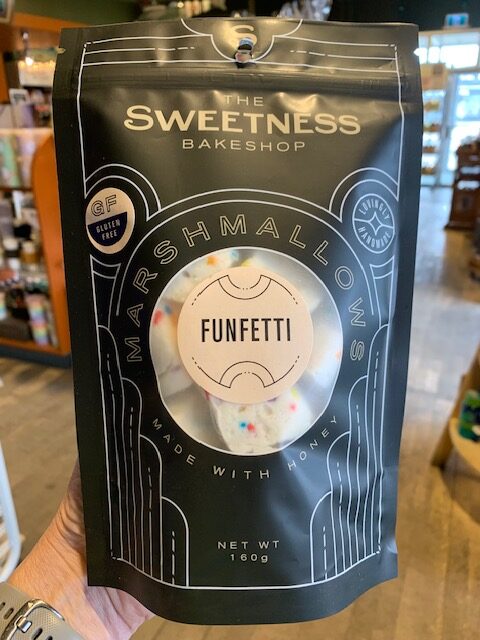 THE
SWEETNESS
BAKESHOP
GF
GLUTEN
FREE
LOVINGLY
HANDMADE
MARSHMALLOWS
FUNFETTI
MADE WITH HONEY
NET WT
160g